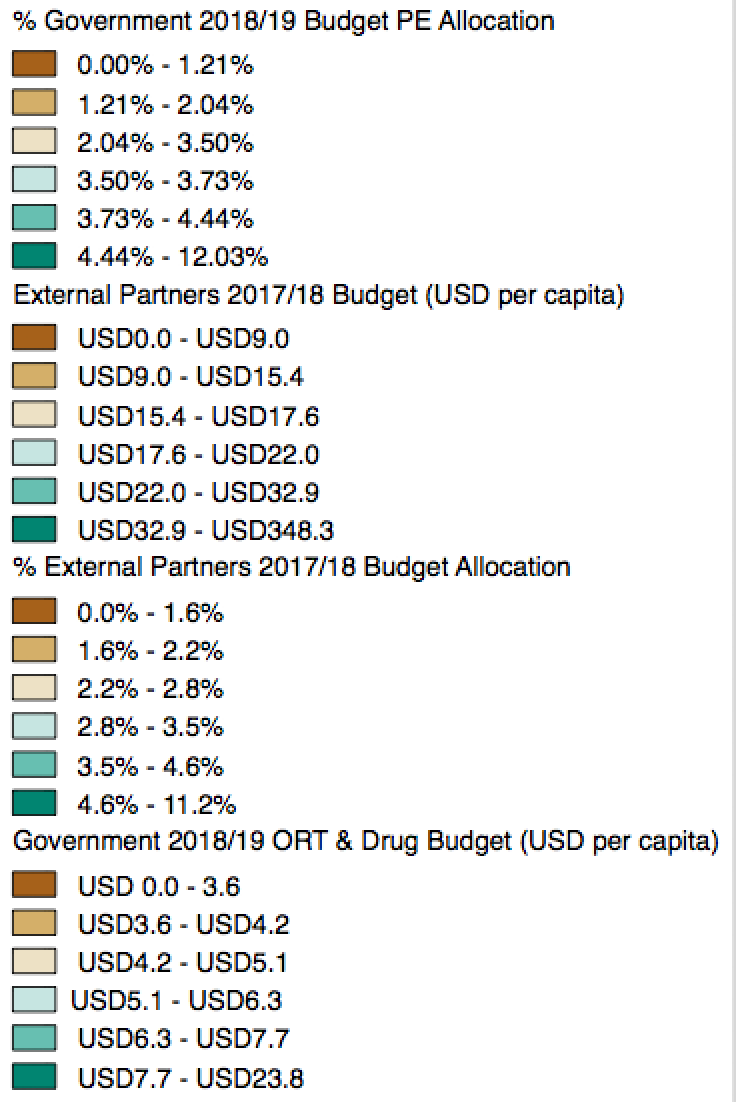 % Government 2018/19 Budget PE Allocation
0.00% - 1.21%
1.21% - 2.04%
2.04% - 3.50%
3.50% - 3.73%
3.73% - 4.44%
4.44% - 12.03%
External Partners 2017/18 Budget (USD per capita)
USD0.0 - USD9.0
USD9.0 - USD15.4
USD15.4 - USD17.6
USD17.6 - USD22.0
USD22.0 - USD32.9
USD32.9 - USD348.3
% External Partners 2017/18 Budget Allocation
0.0% - 1.6%
1.6% - 2.2%
2.2% - 2.8%
2.8% - 3.5%
3.5% - 4.6%
4.6% - 11.2%
Government 2018/19 ORT & Drug Budget (USD per capita)
USD 0.0 - 3.6
USD3.6 - USD4.2
USD4.2 - USD5.1
USD5.1 - USD6.3
USD6.3 - USD7.7
USD7.7 - USD23.8